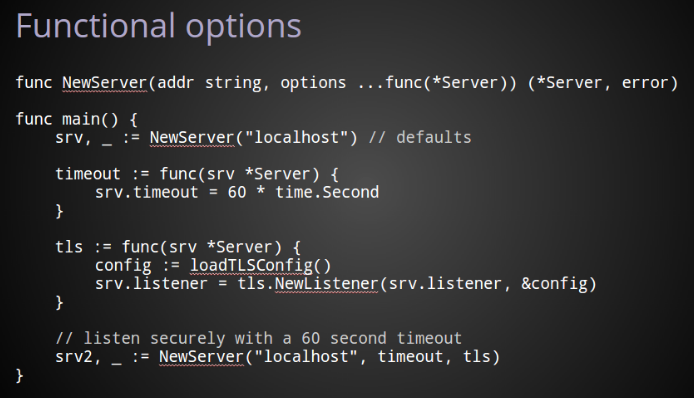 Functional options
func NewServer(addr string, options ...func(*Server)) (*Server, error)
func main() {
srv, _ := NewServer("localhost") // defaults
timeout := func(srv *Server) {
srv.timeout = 60 * time.Second
}
tls := func(srv *Server) {
config := loadTLSConfig()
srv.listener = tls.NewListener(srv.listener, &config)
}
// listen securely with a 60 second timeout
srv2, _ := NewServer("localhost", timeout, tls)
}